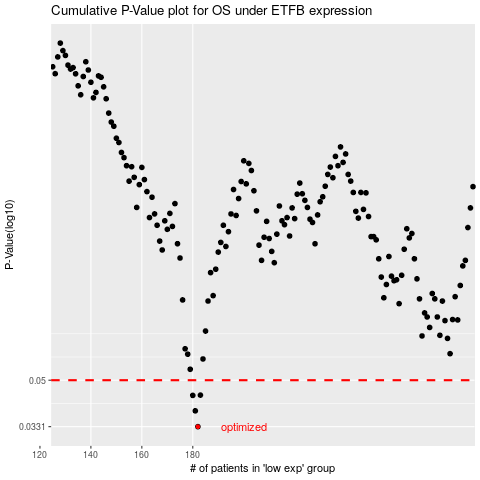 Cumulative P-Value plot for OS under ETFB expression
P-Value(log10)
0.05
0.0331
optimized
120 140 160 180
# of patients in 'low exp' group